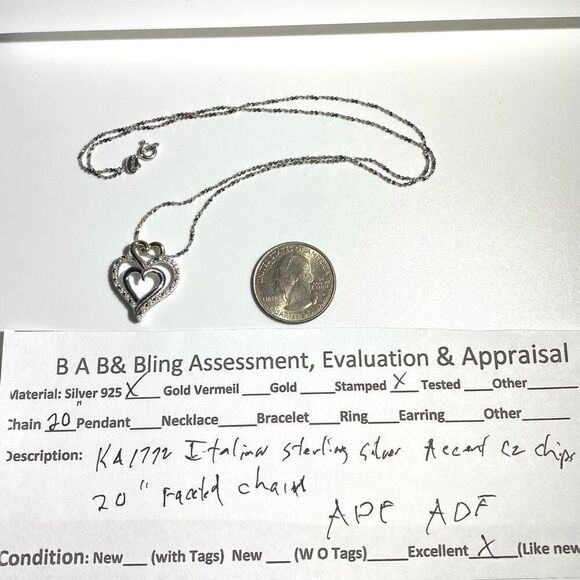 B A B& Bling Assessment, Evaluation & Appraisal
Material: Silver 925 X Gold Vermeil ___ Gold ___ Stamped X Tested ___ Other ___
Chain 20" Pendant ___ Necklace ___ Bracelet ___ Ring ___ Earring ___ Other ___
Description: KA1772 Italian Sterling Silver Accent CZ chips
20" Faceted chain
ADF
Condition: New ___ (with Tags) New ___ (W O Tags) ___ Excellent X (Like new